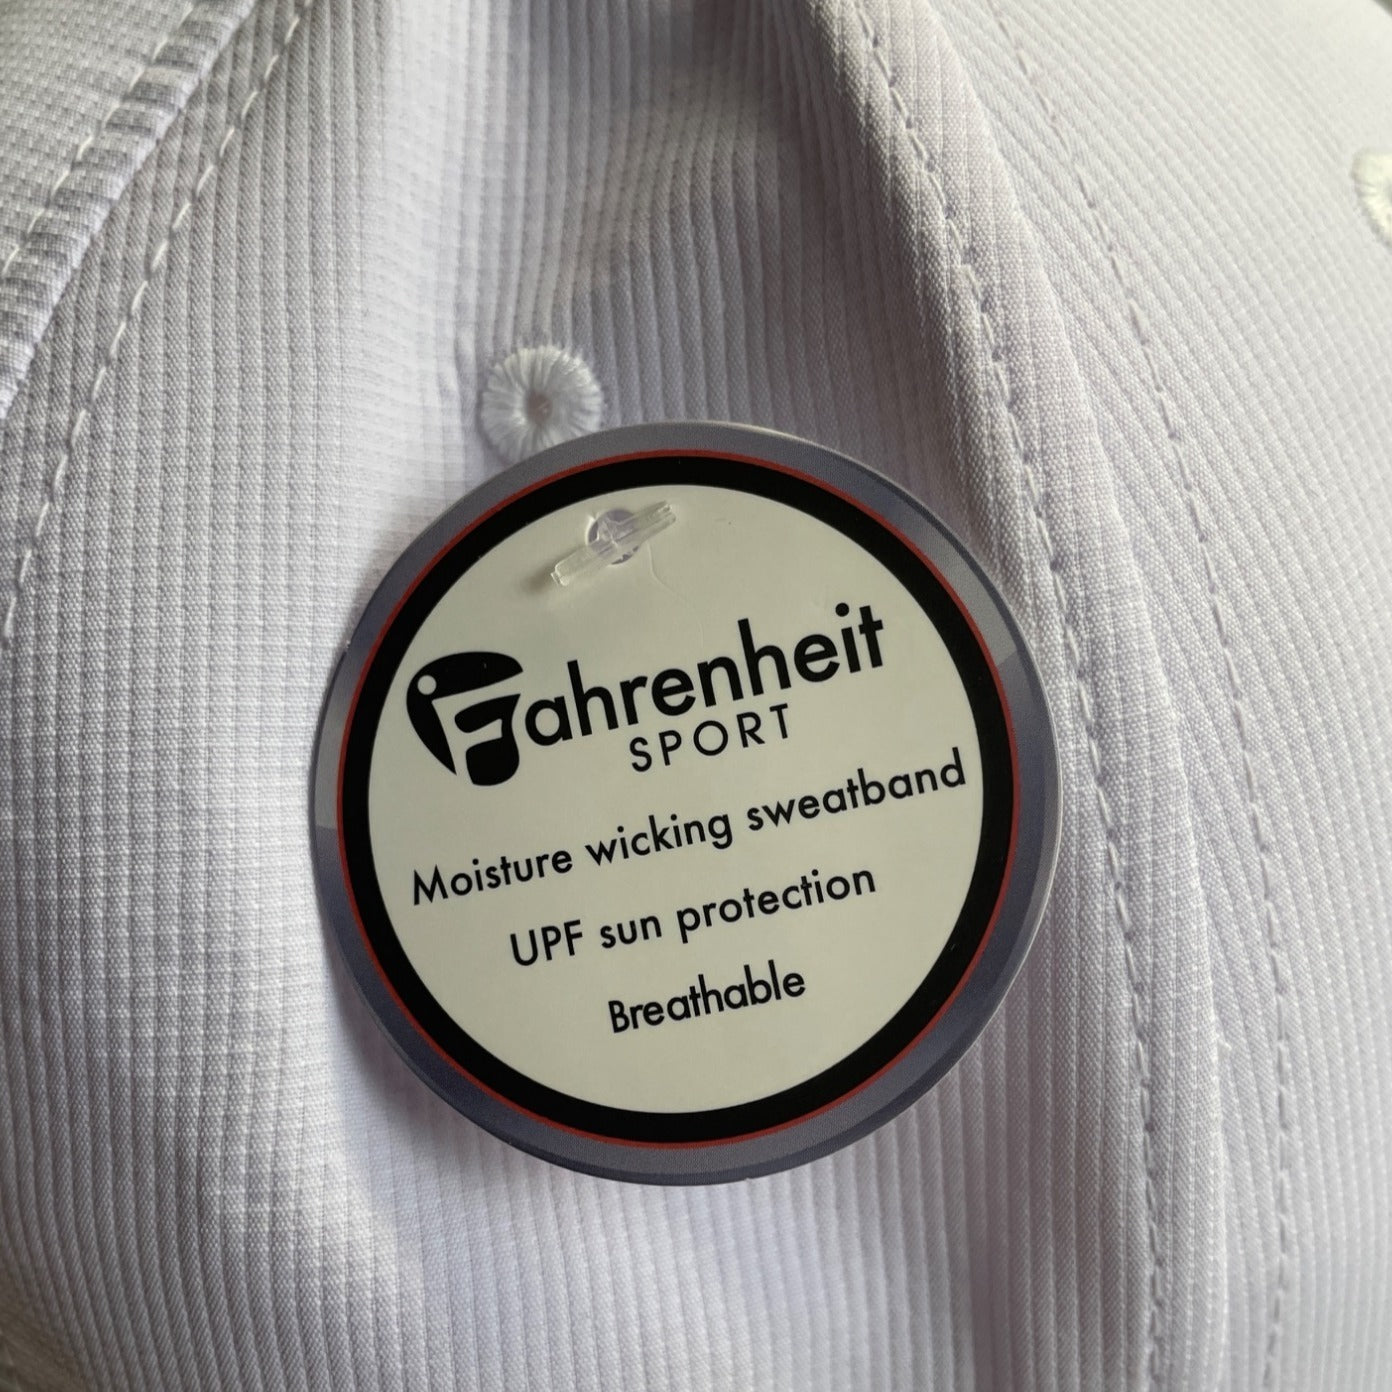 Fahrenheit
SPORT
Moisture wicking sweatband
UPF sun protection
Breathable